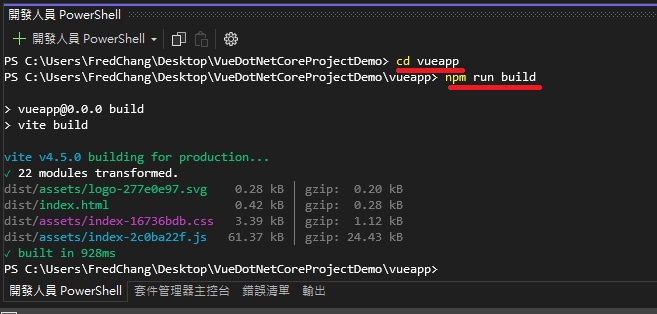 開發人員 PowerShell
開發人員 PowerShell
PS C:\Users\FredChang\Desktop\VueDotNetCoreProjectDemo> cd vueapp
PS C:\Users\FredChang\Desktop\VueDotNetCoreProjectDemo\vueapp> npm run build
> vueapp@0.0.0 build
> vite build
vite v4.5.0 building for production...
✓ 22 modules transformed.
dist/assets/logo-277e0e97.svg 0.28 kB │ gzip: 0.20 kB
dist/index.html 0.42 kB │ gzip: 0.28 kB
dist/assets/index-16736bdb.css 3.39 kB │ gzip: 1.12 kB
dist/assets/index-2c0ba22f.js 61.37 kB │ gzip: 24.43 kB
✓ built in 928ms
PS C:\Users\FredChang\Desktop\VueDotNetCoreProjectDemo\vueapp>
開發人員 PowerShell 套件管理器主控台 錯誤清單 輸出